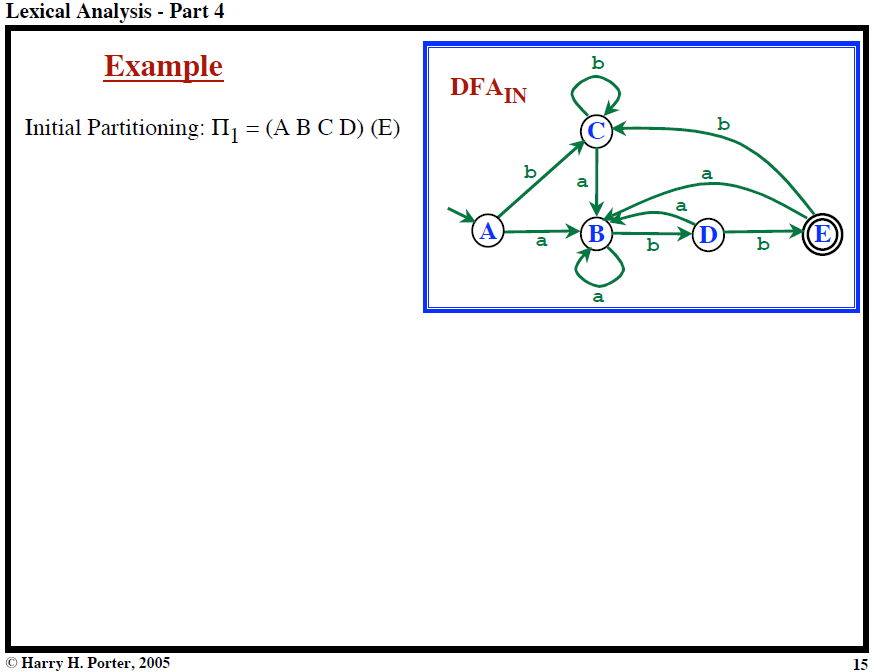 Lexical Analysis - Part 4
Example
Initial Partitioning: Π1 = (A B C D) (E)
DFAIN
b
C
b
b
a
a
a
A
a
B
b
D
b
E
a
© Harry H. Porter, 2005
15